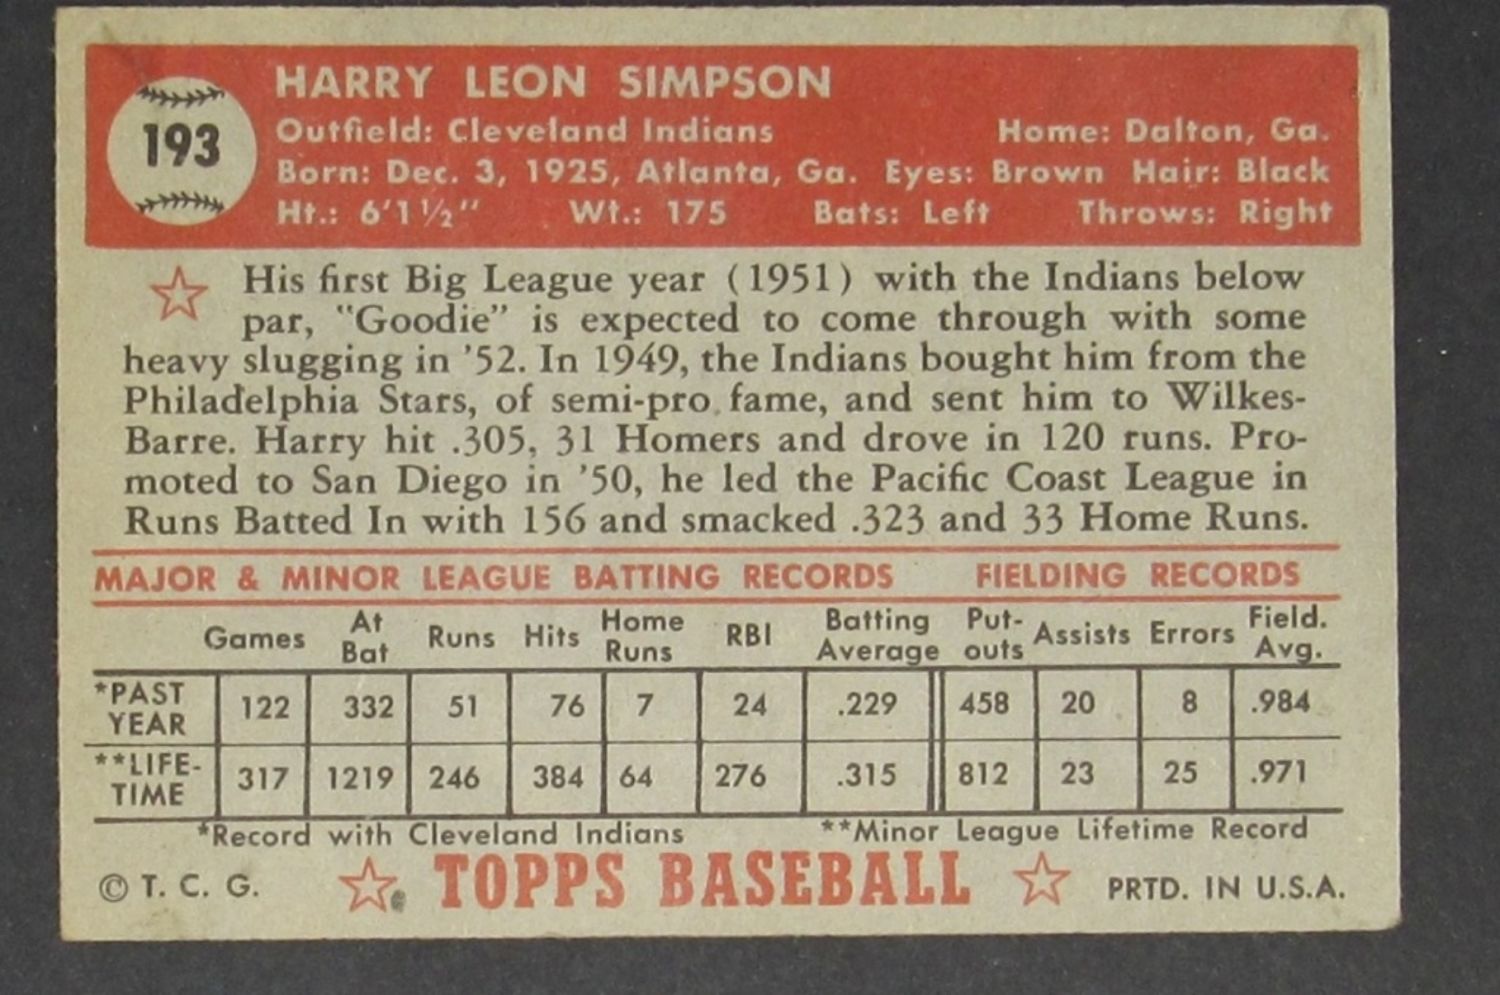 193
HARRY LEON SIMPSON
Outfield: Cleveland Indians Home: Dalton, Ga.
Born: Dec. 3, 1925, Atlanta, Ga. Eyes: Brown Hair: Black
Ht.: 6'1½" Wt.: 175 Bats: Left Throws: Right
His first Big League year (1951) with the Indians below
par, "Goodie" is expected to come through with some
heavy slugging in '52. In 1949, the Indians bought him from the
Philadelphia Stars, of semi-pro fame, and sent him to Wilkes-
Barre. Harry hit .305, 31 Homers and drove in 120 runs. Pro-
moted to San Diego in '50, he led the Pacific Coast League in
Runs Batted In with 156 and smacked .323 and 33 Home Runs.
MAJOR & MINOR LEAGUE BATTING RECORDS FIELDING RECORDS
Games At Bat Runs Hits Home Runs RBI Batting Average Put-outs Assists Errors Field. Avg.
*PAST YEAR 122 332 51 76 7 24 .229 458 20 8 .984
**LIFE-TIME 317 1219 246 384 64 276 .315 812 23 25 .971
*Record with Cleveland Indians **Minor League Lifetime Record
© T. C. G. TOPPS BASEBALL PRTD. IN U.S.A.